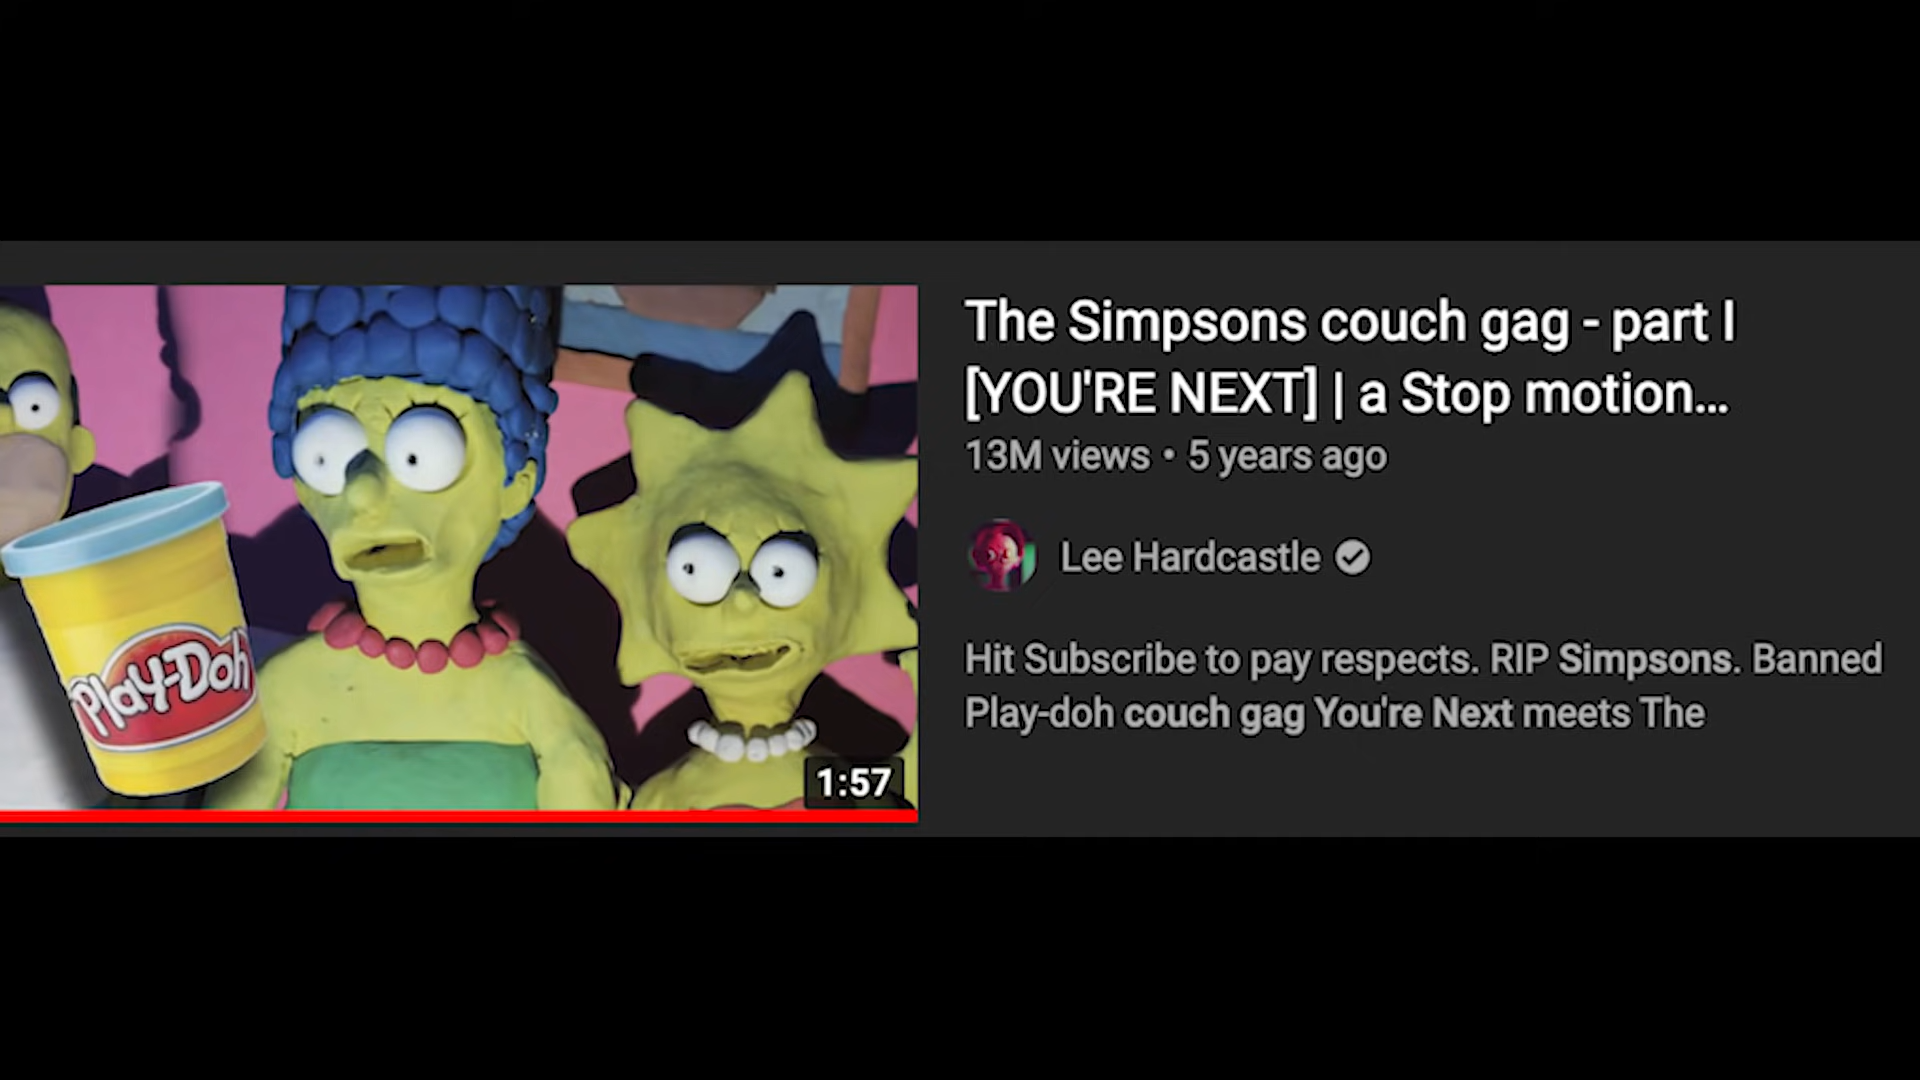 The Simpsons couch gag - part I
[YOU'RE NEXT] | a Stop motion...
13M views • 5 years ago
Lee Hardcastle
Hit Subscribe to pay respects. RIP Simpsons. Banned
Play-doh couch gag You're Next meets The
Play-Doh
1:57